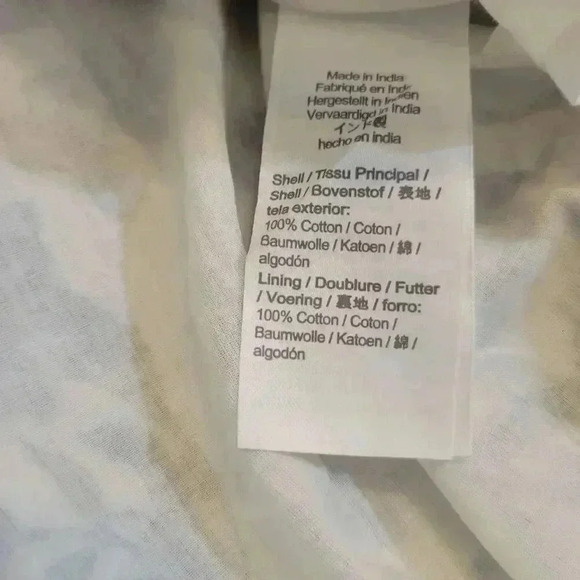 Made in India
Fabriqué en Inde
Hergestellt in Indien
Vervaardigd in India
インド製
hecho en india
Shell / Tissu Principal /
Shell / Bovenstof / 表地 /
tela exterior:
100% Cotton / Coton /
Baumwolle / Katoen / 綿 /
algodón
Lining / Doublure / Futter
/ Voering / 裏地 / forro:
100% Cotton / Coton /
Baumwolle / Katoen / 綿 /
algodón